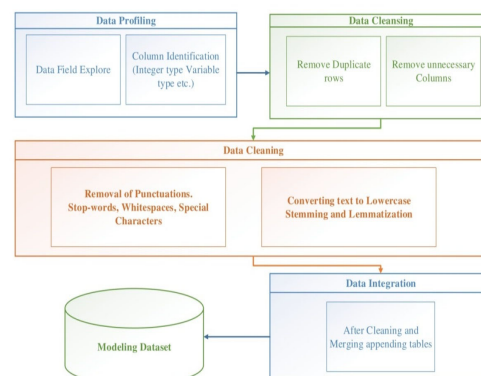 Data Profiling
Data Field Explore
Column Identification
(Integer type Variable
type etc.)
Data Cleansing
Remove Duplicate
rows
Remove unnecessary
Columns
Data Cleaning
Removal of Punctuations.
Stop-words, Whitespaces, Special
Characters
Converting text to Lowercase
Stemming and Lemmatization
Data Integration
After Cleaning and
Merging appending tables
Modeling Dataset